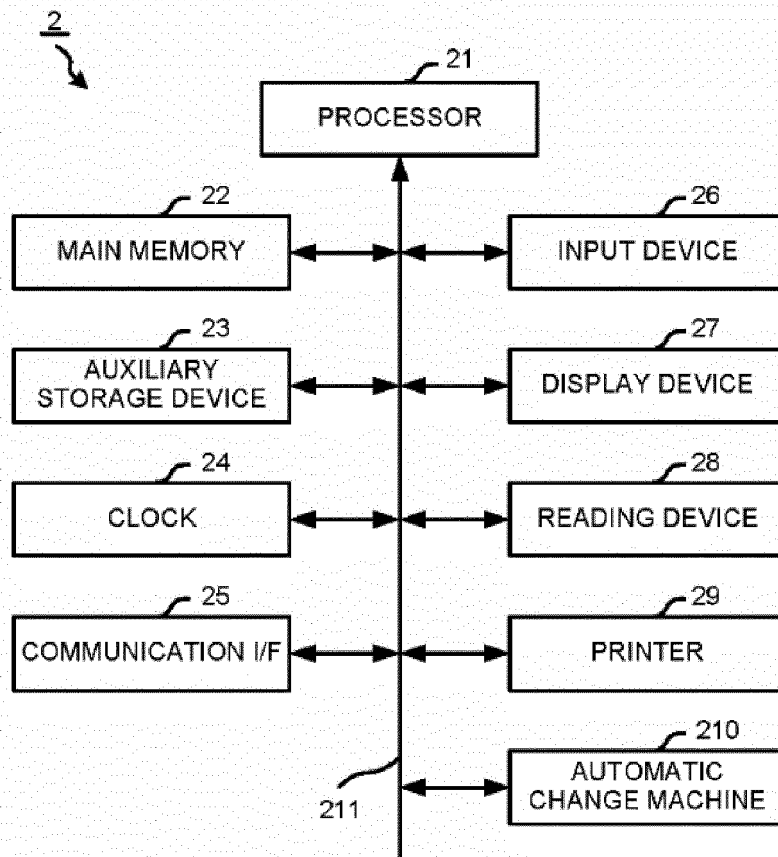 2
21
PROCESSOR
22
MAIN MEMORY
26
INPUT DEVICE
23
AUXILIARY
STORAGE DEVICE
27
DISPLAY DEVICE
24
CLOCK
28
READING DEVICE
25
COMMUNICATION I/F
29
PRINTER
210
AUTOMATIC
CHANGE MACHINE
211